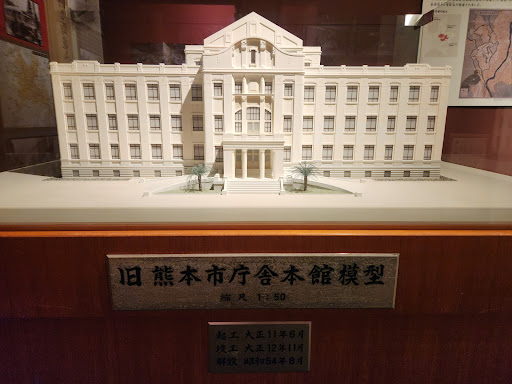 旧熊本市庁舎本館模型
縮尺 1:50
起工 大正11年6月
竣工 大正12年11月
解設 昭和54年8月